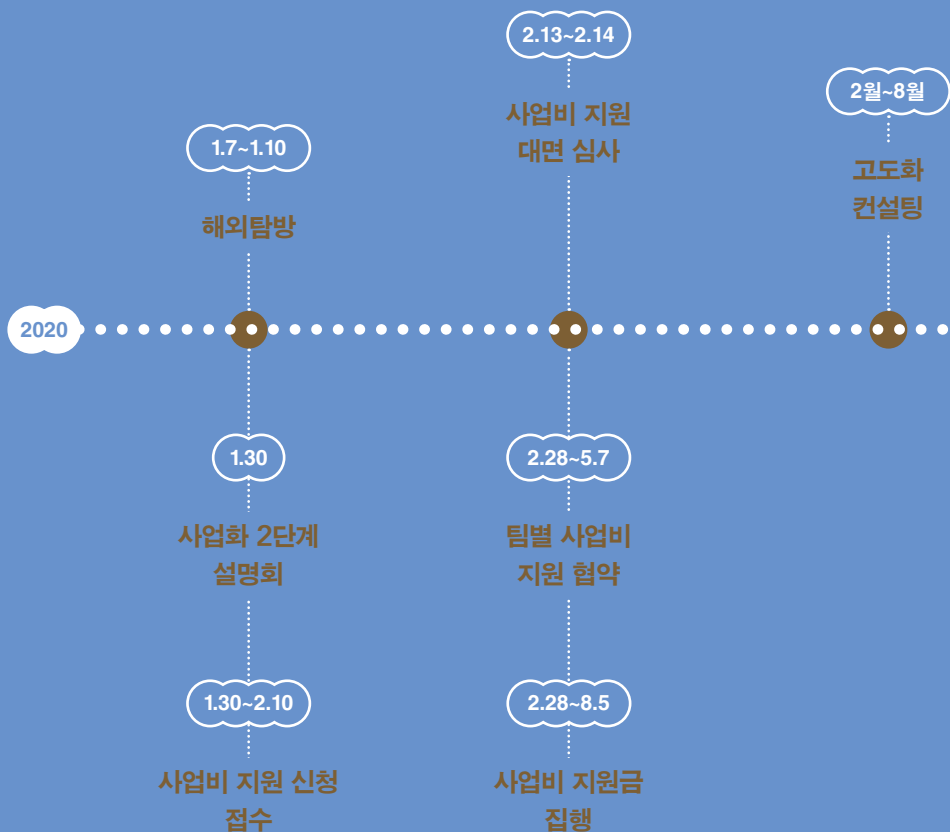 2020
1.7~1.10
해외탐방
1.30
사업화 2단계
설명회
1.30~2.10
사업비 지원 신청
접수
2.13~2.14
사업비 지원
대면 심사
2.28~5.7
팀별 사업비
지원 협약
2.28~8.5
사업비 지원금
집행
2월~8월
고도화
컨설팅